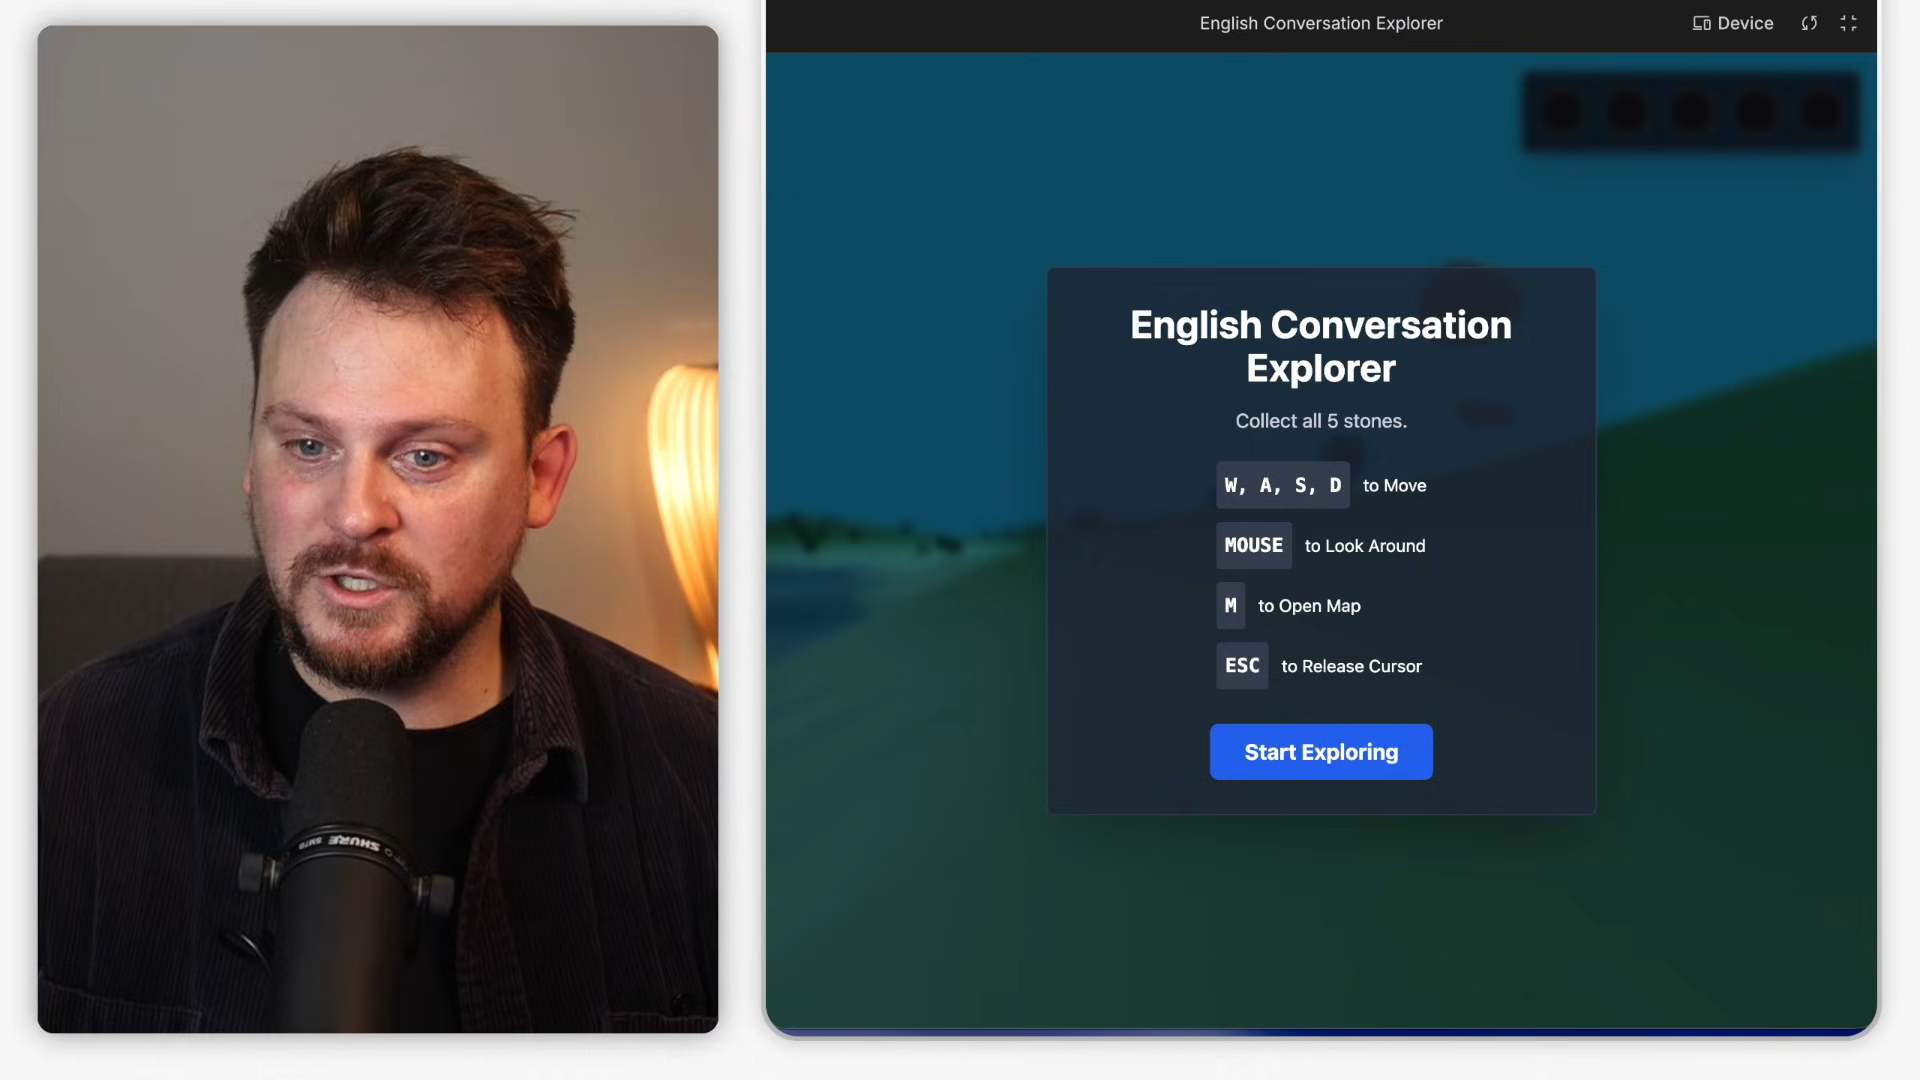 English Conversation Explorer
Device
English Conversation
Explorer
Collect all 5 stones.
W, A, S, D to Move
MOUSE to Look Around
M to Open Map
ESC to Release Cursor
Start Exploring
SHURE SM7B